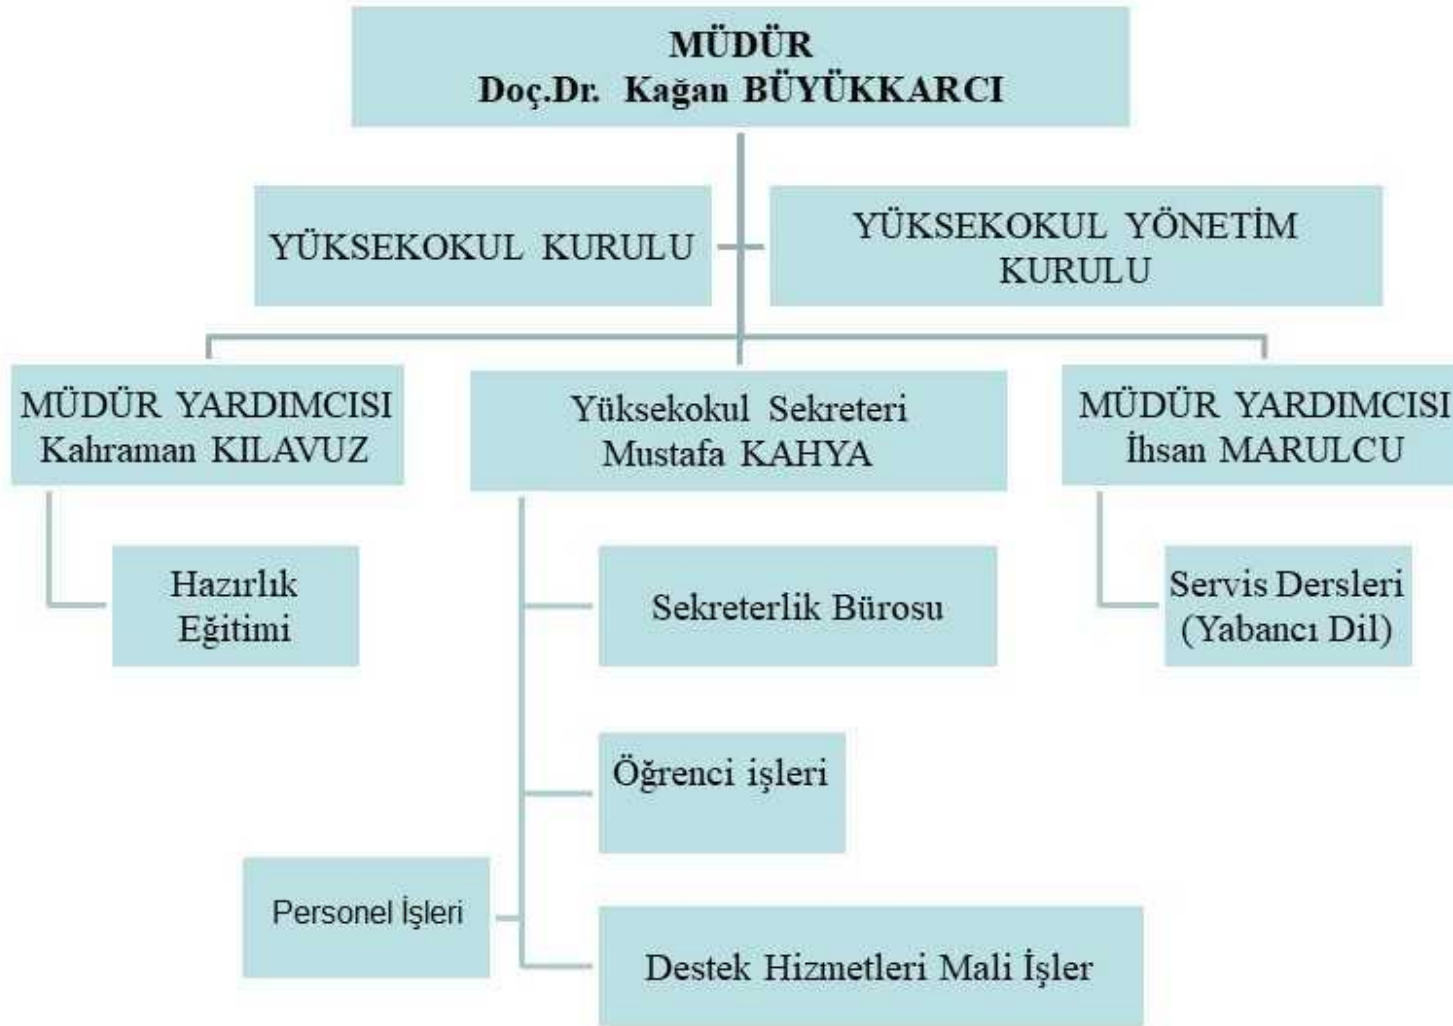 MÜDÜR
Doç.Dr. Kağan BÜYÜKKARCI
YÜKSEKOKUL KURULU
YÜKSEKOKUL YÖNETİM
KURULU
MÜDÜR YARDIMCISI
Kahraman KILAVUZ
Yüksekokul Sekreteri
Mustafa KAHYA
MÜDÜR YARDIMCISI
İhsan MARULCU
Hazırlık
Eğitimi
Sekreterlik Bürosu
Servis Dersleri
(Yabancı Dil)
Öğrenci işleri
Personel İşleri
Destek Hizmetleri Mali İşler